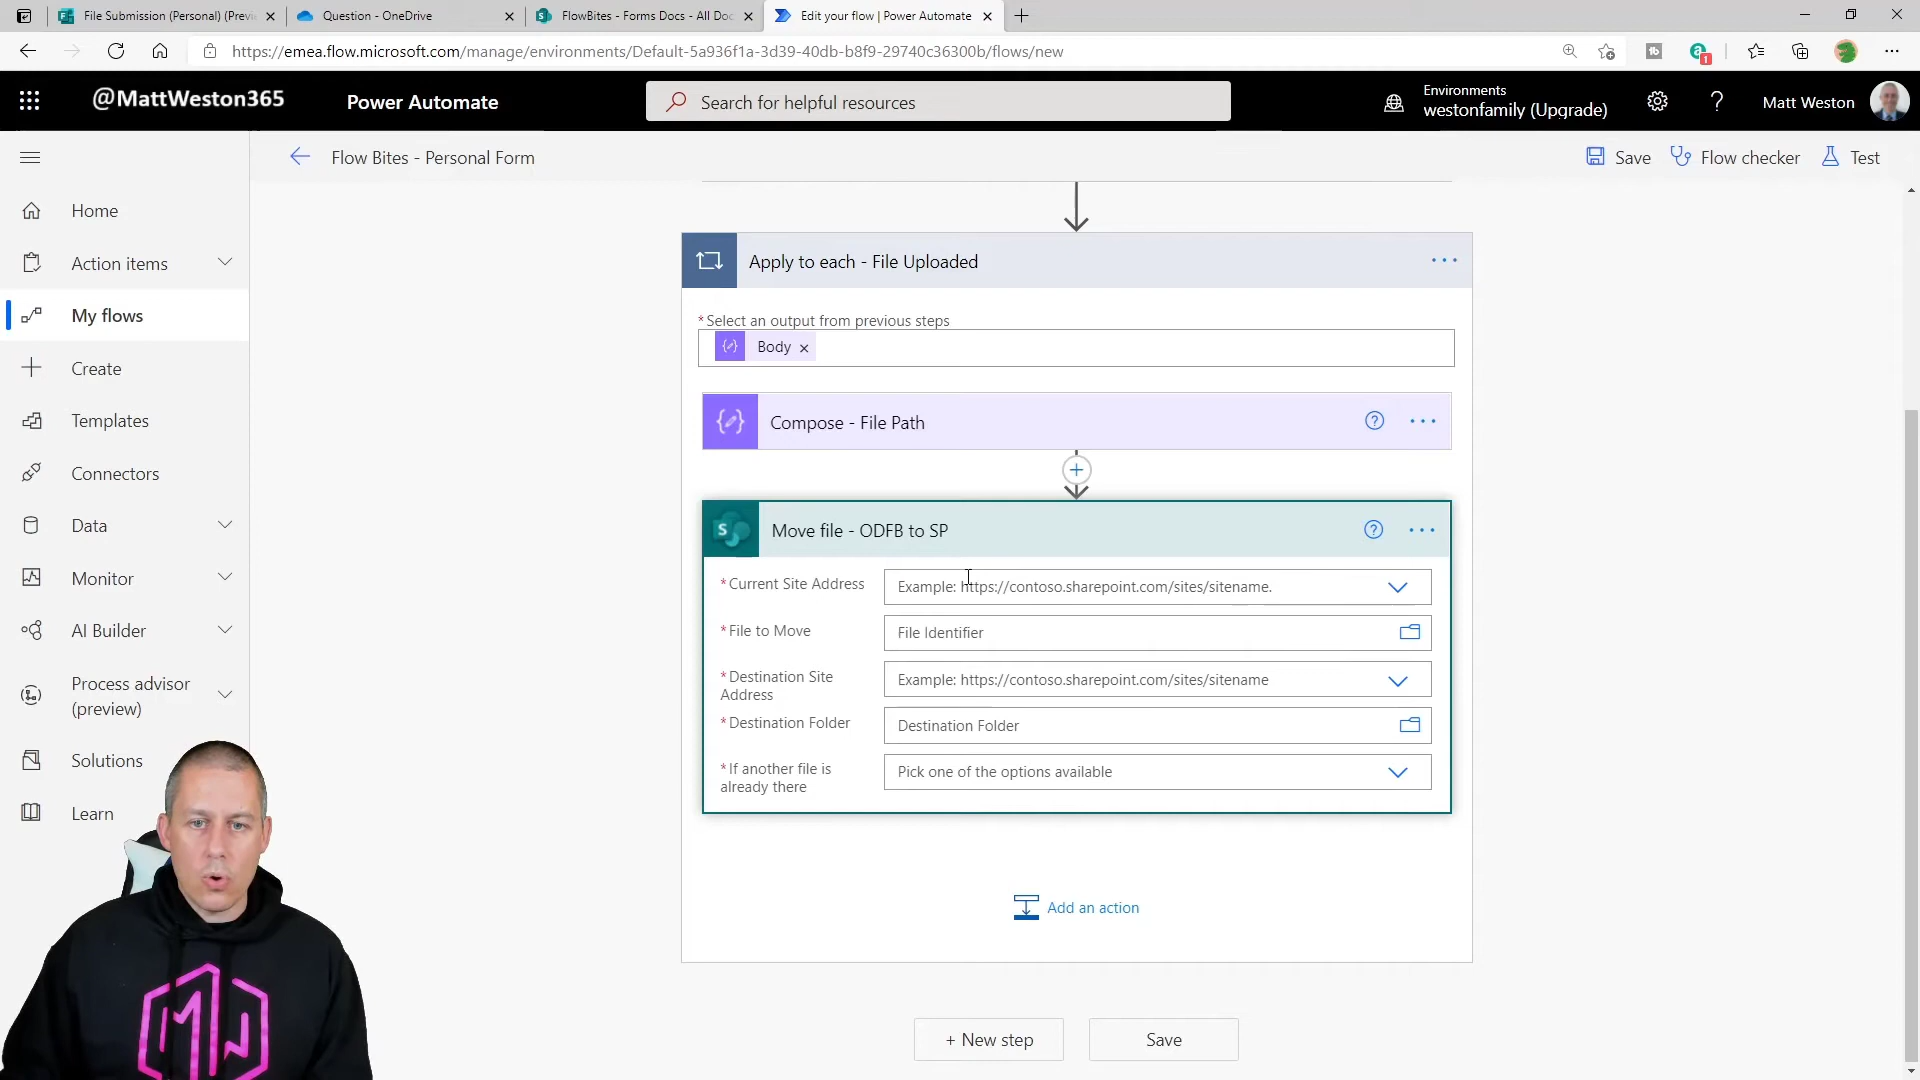 File Submission (Personal) (Previ
Question - OneDrive
FlowBites - Forms Docs - All Doc
Edit your flow | Power Automate
https://emea.flow.microsoft.com/manage/environments/Default-5a936f1a-3d39-40db-b8f9-29740c36300b/flows/new
1
@MattWeston365
Power Automate
Search for helpful resources
Environments
westonfamily (Upgrade)
?
Matt Weston
Flow Bites - Personal Form
Save
Flow checker
Test
Home
Action items
My flows
Create
Templates
Connectors
Data
Monitor
AI Builder
Process advisor
(preview)
Solutions
Learn
Apply to each - File Uploaded
* Select an output from previous steps
Body
Compose - File Path
?
S
Move file - ODFB to SP
?
* Current Site Address
Example: https://contoso.sharepoint.com/sites/sitename.
* File to Move
File Identifier
* Destination Site
Address
Example: https://contoso.sharepoint.com/sites/sitename
* Destination Folder
Destination Folder
* If another file is
already there
Pick one of the options available
Add an action
+ New step
Save